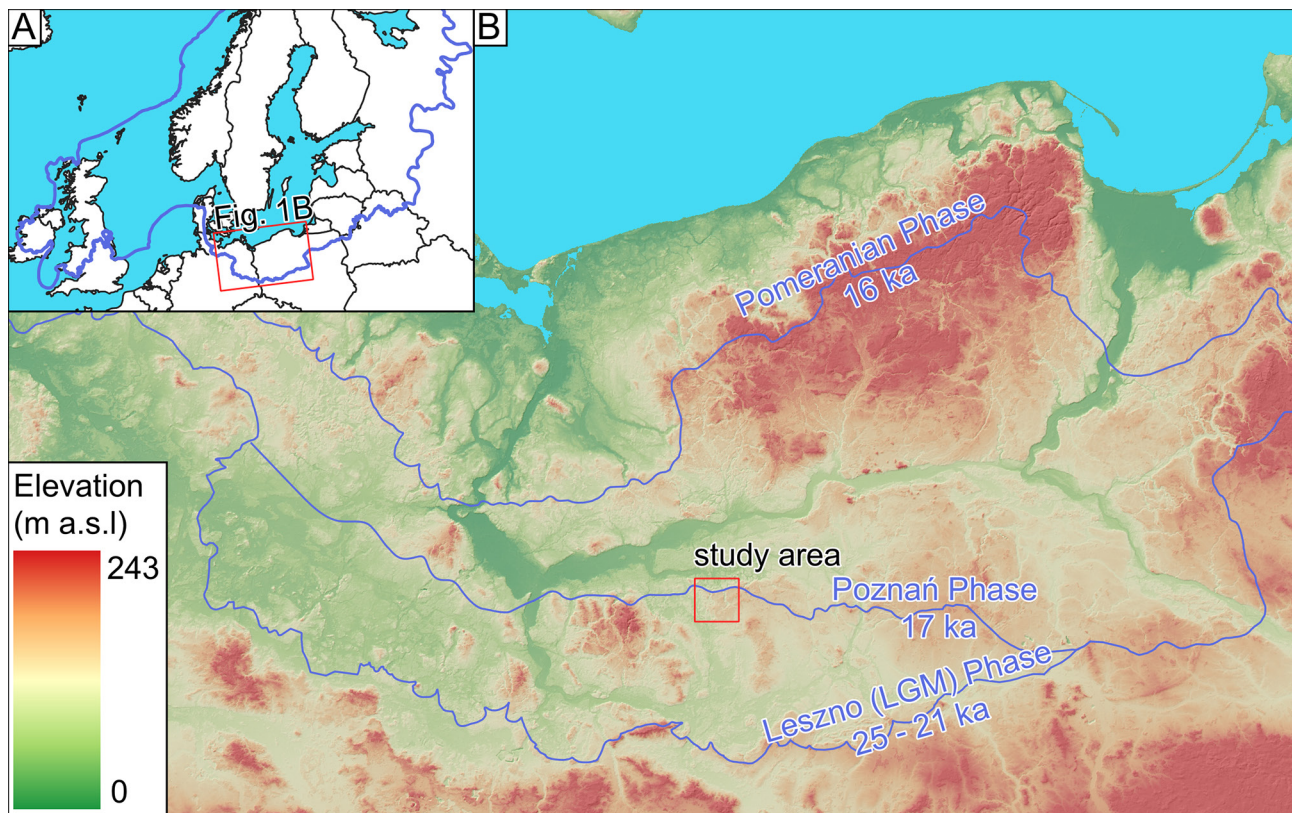 A
B
Fig. 1B
Pomeranian Phase
16 ka
Elevation
(m a.s.l)
243
0
study area
Poznań Phase
17 ka
Leszno (LGM) Phase
25 - 21 ka